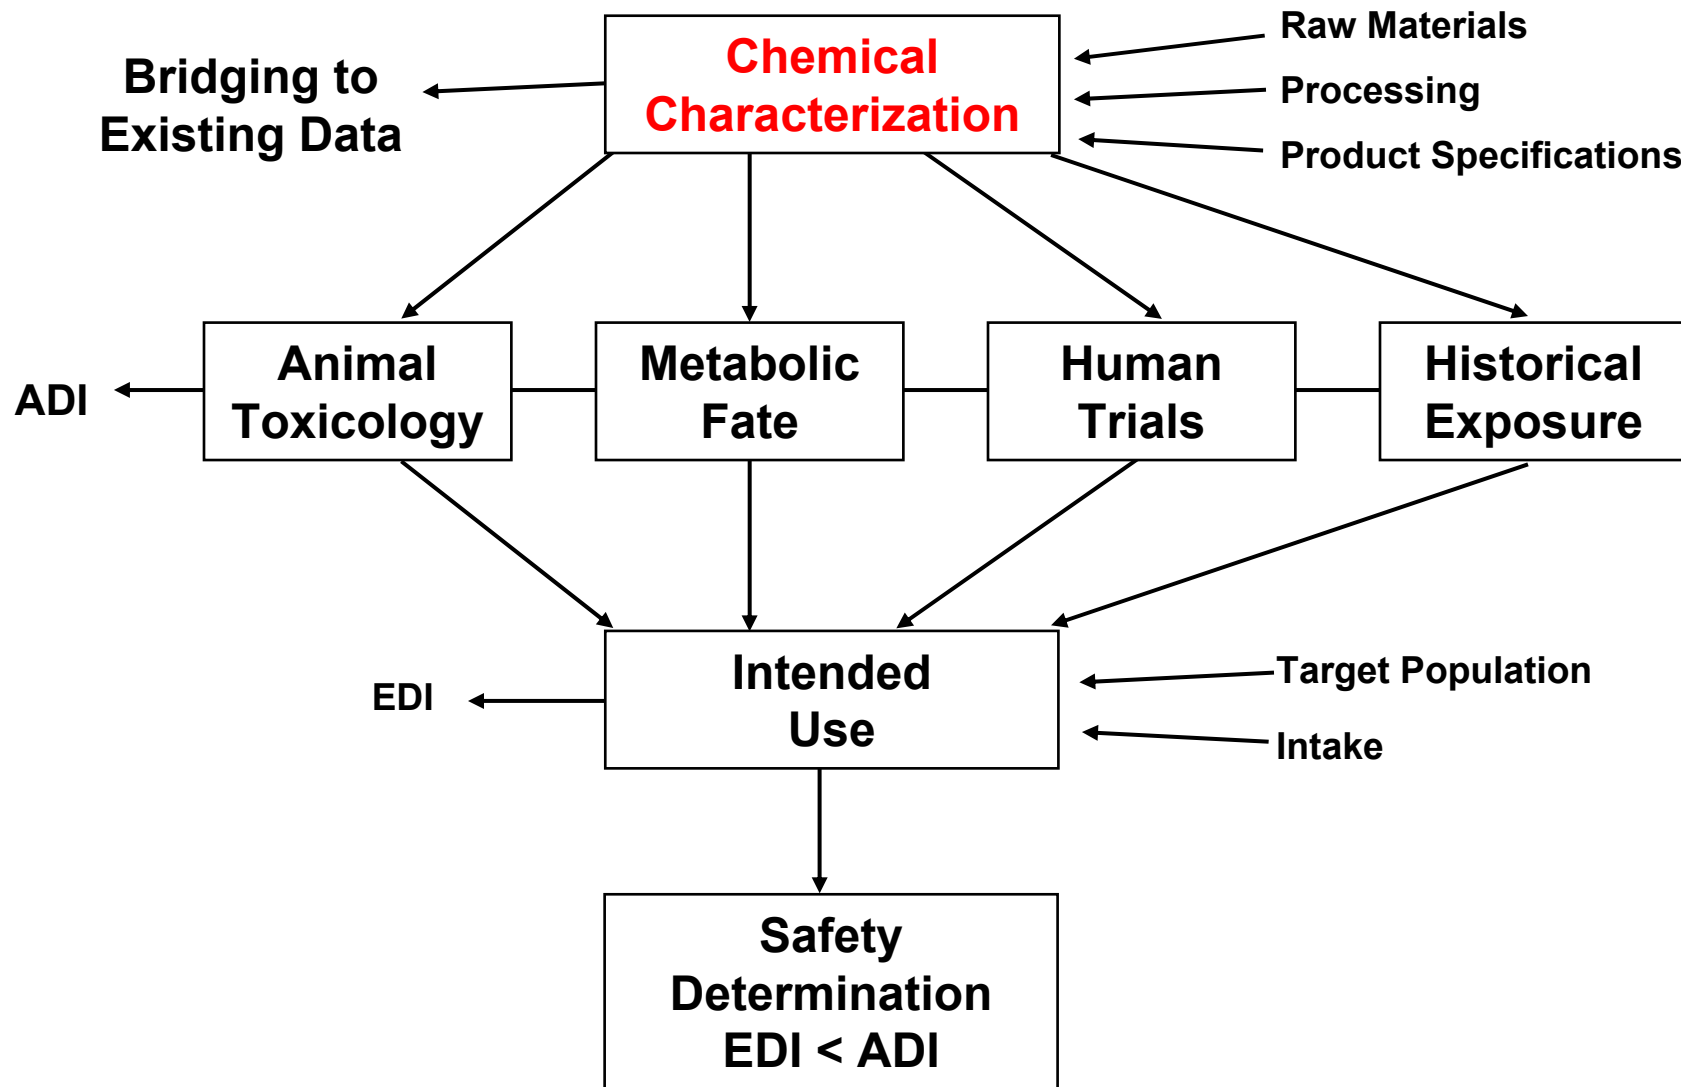 Chemical
Characterization
Raw Materials
Processing
Product Specifications
Bridging to
Existing Data
ADI
Animal
Toxicology
Metabolic
Fate
Human
Trials
Historical
Exposure
EDI
Intended
Use
Target Population
Intake
Safety
Determination
EDI < ADI